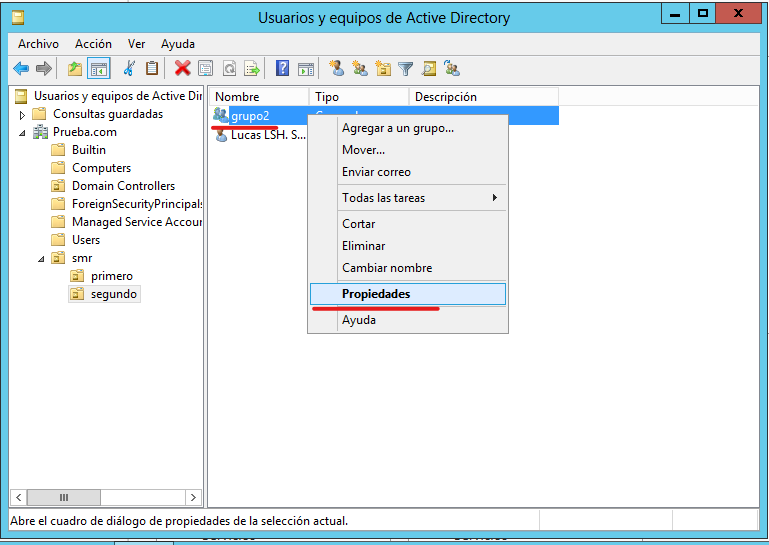 Usuarios y equipos de Active Directory
Archivo Acción Ver Ayuda
Usuarios y equipos de Active Dir
Consultas guardadas
Prueba.com
Builtin
Computers
Domain Controllers
ForeignSecurityPrincipals
Managed Service Accour
Users
smr
primero
segundo
Nombre Tipo Descripción
grupo2
Lucas LSH. S...
Agregar a un grupo...
Mover...
Enviar correo
Todas las tareas
Cortar
Eliminar
Cambiar nombre
Propiedades
Ayuda
Abre el cuadro de diálogo de propiedades de la selección actual.